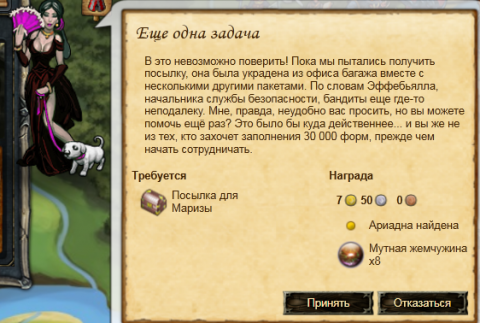 Еще одна задача
В это невозможно поверить! Пока мы пытались получить
посылку, она была украдена из офиса багажа вместе с
несколькими другими пакетами. По словам Эффебьялла,
начальника службы безопасности, бандиты еще где-то
неподалеку. Мне, правда, неудобно вас просить, но вы можете
помочь ещё раз? Это было бы куда действеннее... и вы же не
из тех, кто захочет заполнения 30 000 форм, прежде чем
начать сотрудничать.
Требуется
Награда
Посылка для
Маризы
7 50 0
Ариадна найдена
Мутная жемчужина
x8
Принять
Отказаться